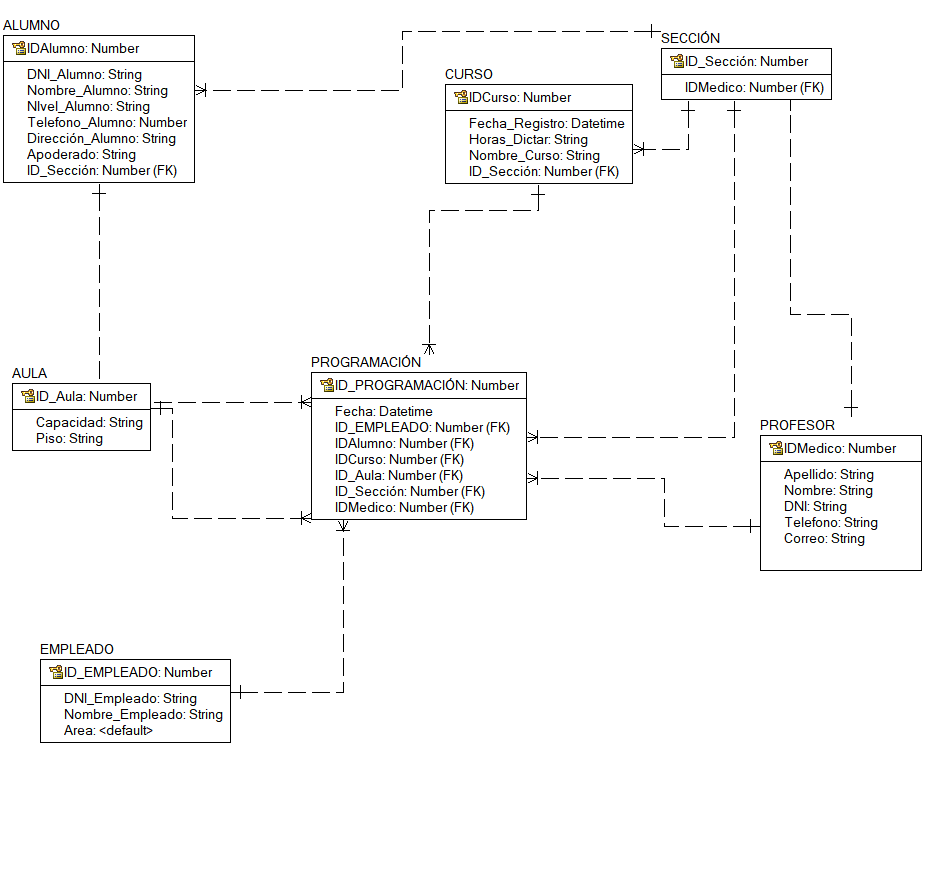 ALUMNO
IDAlumno: Number
DNI_Alumno: String
Nombre_Alumno: String
NIvel_Alumno: String
Telefono_Alumno: Number
Dirección_Alumno: String
Apoderado: String
ID_Sección: Number (FK)
CURSO
IDCurso: Number
Fecha_Registro: Datetime
Horas_Dictar: String
Nombre_Curso: String
ID_Sección: Number (FK)
SECCIÓN
ID_Sección: Number
IDMedico: Number (FK)
AULA
ID_Aula: Number
Capacidad: String
Piso: String
PROGRAMACIÓN
ID_PROGRAMACIÓN: Number
Fecha: Datetime
ID_EMPLEADO: Number (FK)
IDAlumno: Number (FK)
IDCurso: Number (FK)
ID_Aula: Number (FK)
ID_Sección: Number (FK)
IDMedico: Number (FK)
PROFESOR
IDMedico: Number
Apellido: String
Nombre: String
DNI: String
Telefono: String
Correo: String
EMPLEADO
ID_EMPLEADO: Number
DNI_Empleado: String
Nombre_Empleado: String
Area: <default>